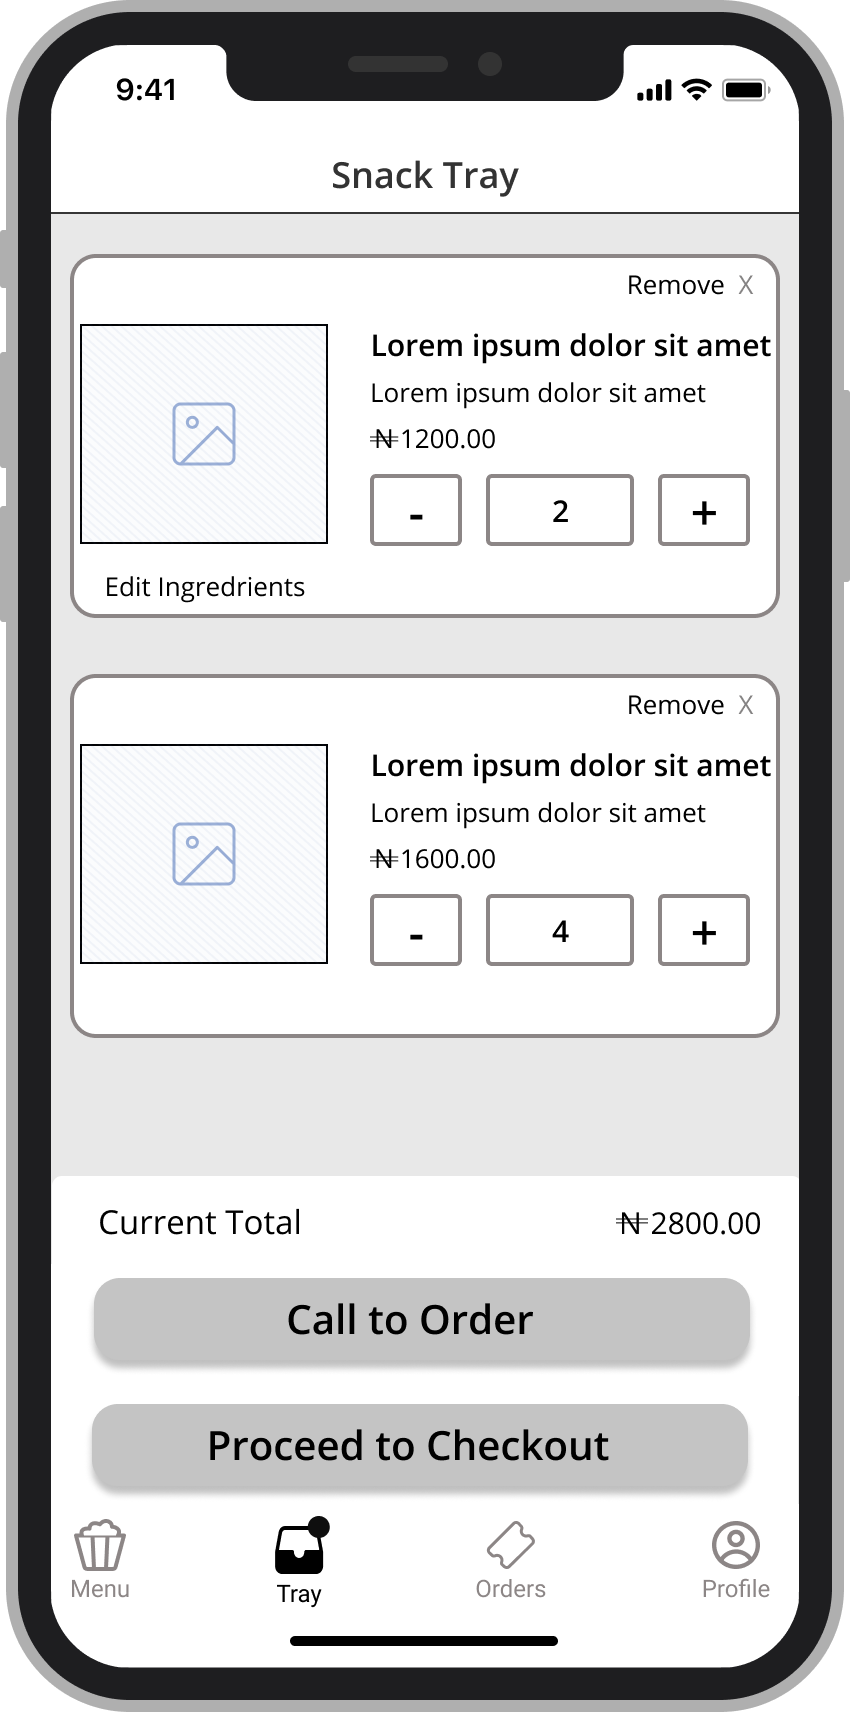 9:41
Snack Tray
Remove X
Lorem ipsum dolor sit amet
Lorem ipsum dolor sit amet
₦1200.00
- 2 +
Edit Ingredrients
Remove X
Lorem ipsum dolor sit amet
Lorem ipsum dolor sit amet
₦1600.00
- 4 +
Current Total ₦2800.00
Call to Order
Proceed to Checkout
Menu Tray Orders Profile